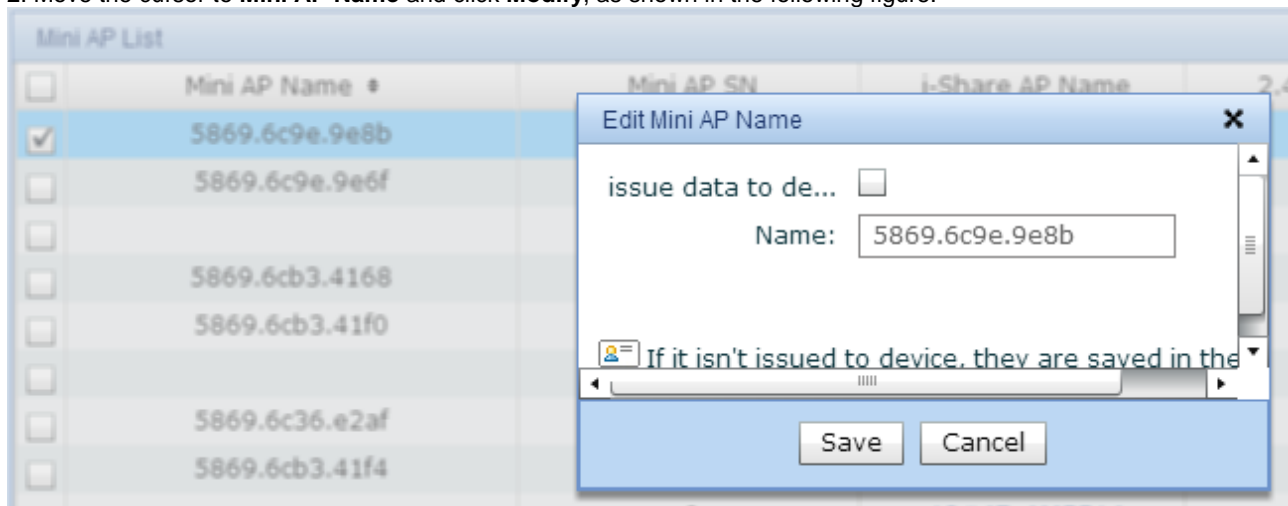 2. Move the cursor to Mini AP Name and click Modify, as shown in the following figure.
Mini AP List
Mini AP Name Mini AP SN i-Share AP Name 2.4
5869.6c9e.9e8b
5869.6c9e.9e6f
5869.6cb3.4168
5869.6cb3.41f0
5869.6c36.e2af
5869.6cb3.41f4
Edit Mini AP Name
issue data to de...
Name: 5869.6c9e.9e8b
If it isn't issued to device, they are saved in the
Save Cancel